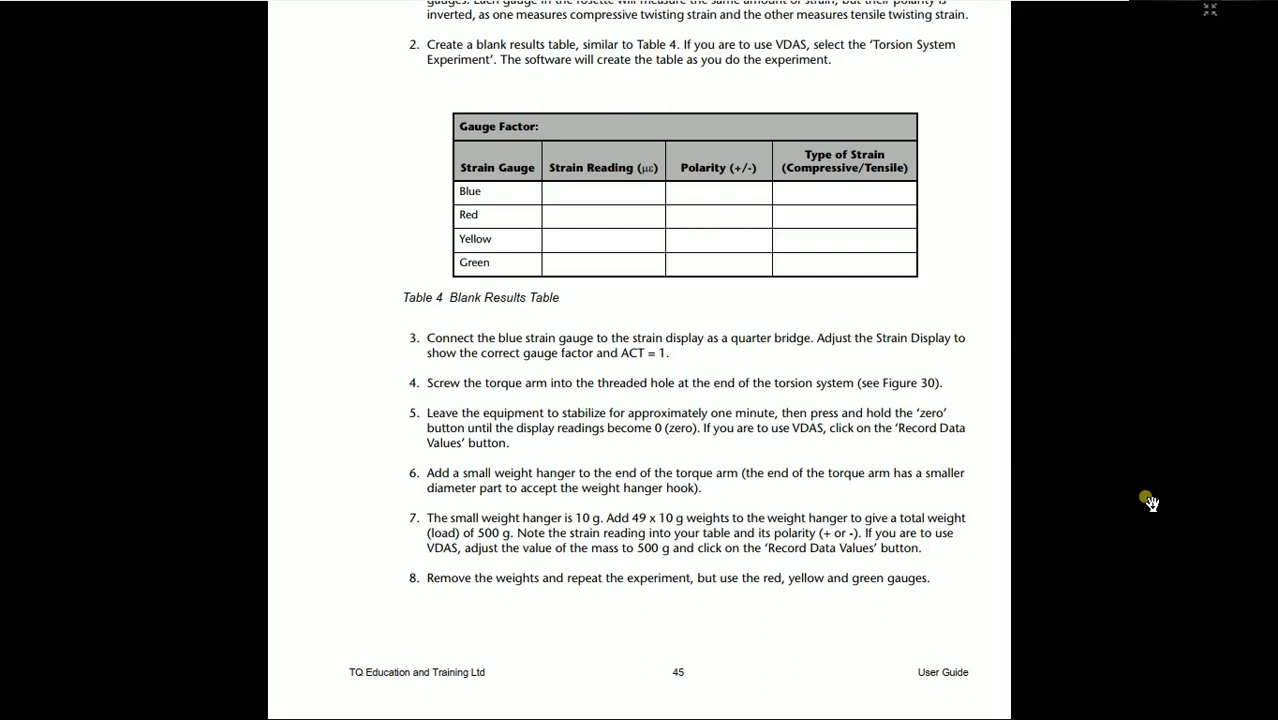 gauges. Each gauge in the rosette will measure the same amount of strain, but their polarity is
inverted, as one measures compressive twisting strain and the other measures tensile twisting strain.
2. Create a blank results table, similar to Table 4. If you are to use VDAS, select the ‘Torsion System
Experiment’. The software will create the table as you do the experiment.
Gauge Factor:
Strain Gauge Strain Reading (με) Polarity (+/-) Type of Strain (Compressive/Tensile)
Blue
Red
Yellow
Green
Table 4 Blank Results Table
3. Connect the blue strain gauge to the strain display as a quarter bridge. Adjust the Strain Display to
show the correct gauge factor and ACT = 1.
4. Screw the torque arm into the threaded hole at the end of the torsion system (see Figure 30).
5. Leave the equipment to stabilize for approximately one minute, then press and hold the ‘zero’
button until the display readings become 0 (zero). If you are to use VDAS, click on the ‘Record Data
Values’ button.
6. Add a small weight hanger to the end of the torque arm (the end of the torque arm has a smaller
diameter part to accept the weight hanger hook).
7. The small weight hanger is 10 g. Add 49 x 10 g weights to the weight hanger to give a total weight
(load) of 500 g. Note the strain reading into your table and its polarity (+ or -). If you are to use
VDAS, adjust the value of the mass to 500 g and click on the ‘Record Data Values’ button.
8. Remove the weights and repeat the experiment, but use the red, yellow and green gauges.
TQ Education and Training Ltd 45 User Guide